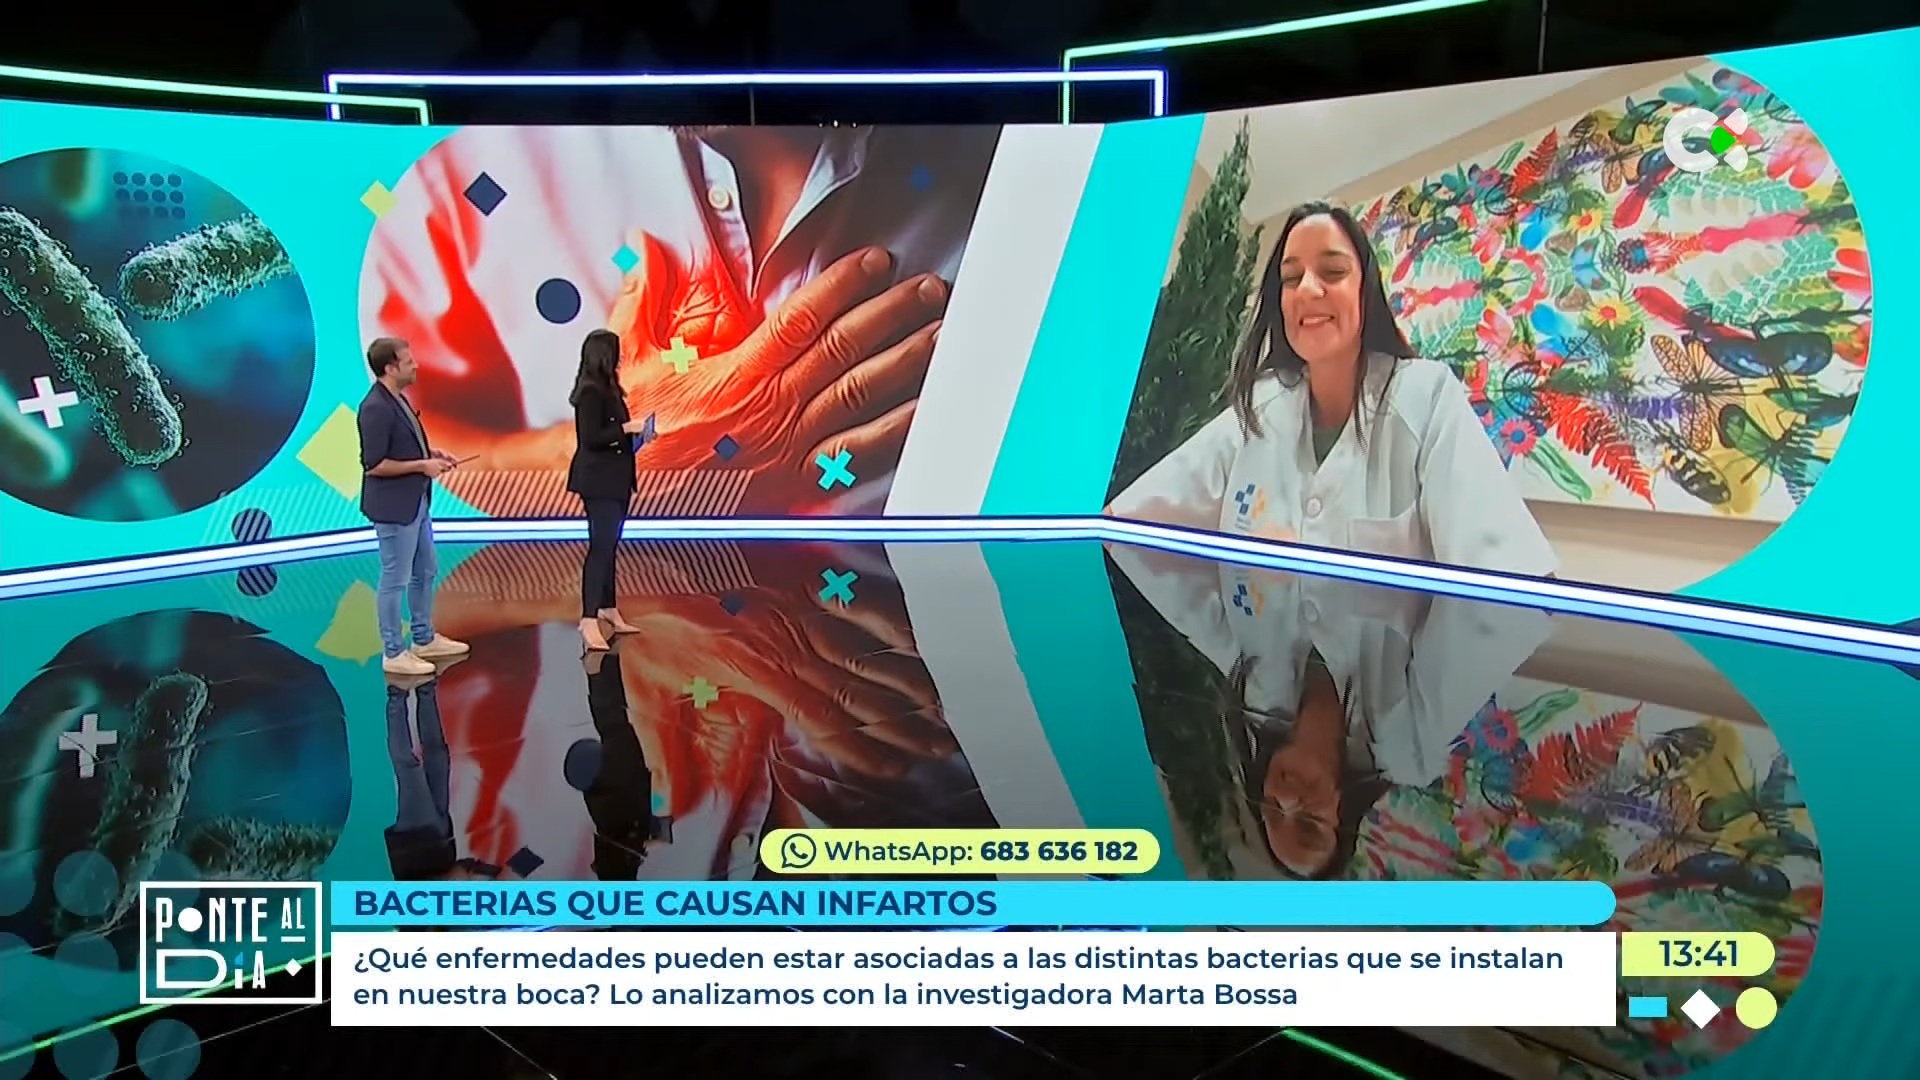 WhatsApp: 683 636 182
BACTERIAS QUE CAUSAN INFARTOS
PONTE AL
DÍA
¿Qué enfermedades pueden estar asociadas a las distintas bacterias que se instalan
en nuestra boca? Lo analizamos con la investigadora Marta Bossa
13:41